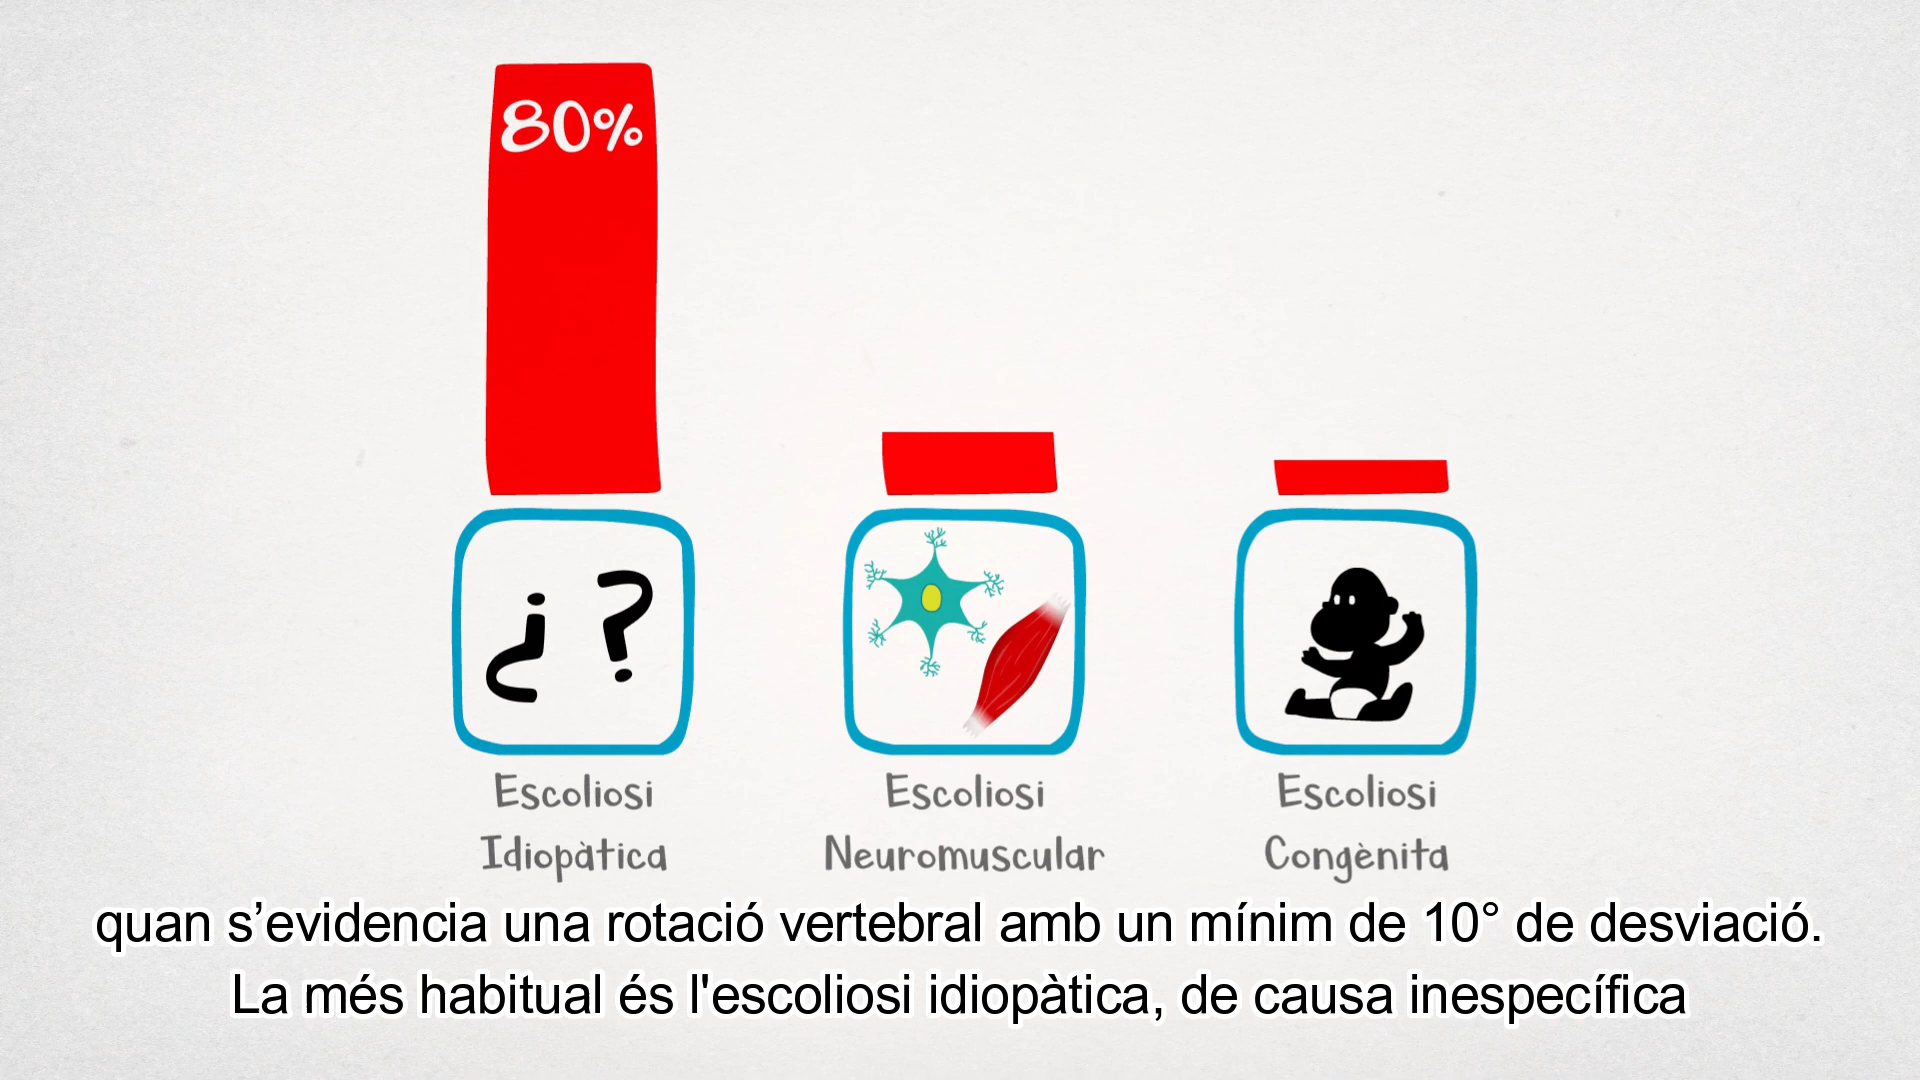 80%
¿ ?
Escoliosi
Idiopàtica
Escoliosi
Neuromuscular
Escoliosi
Congènita
quan s’evidencia una rotació vertebral amb un mínim de 10° de desviació.
La més habitual és l'escoliosi idiopàtica, de causa inespecífica